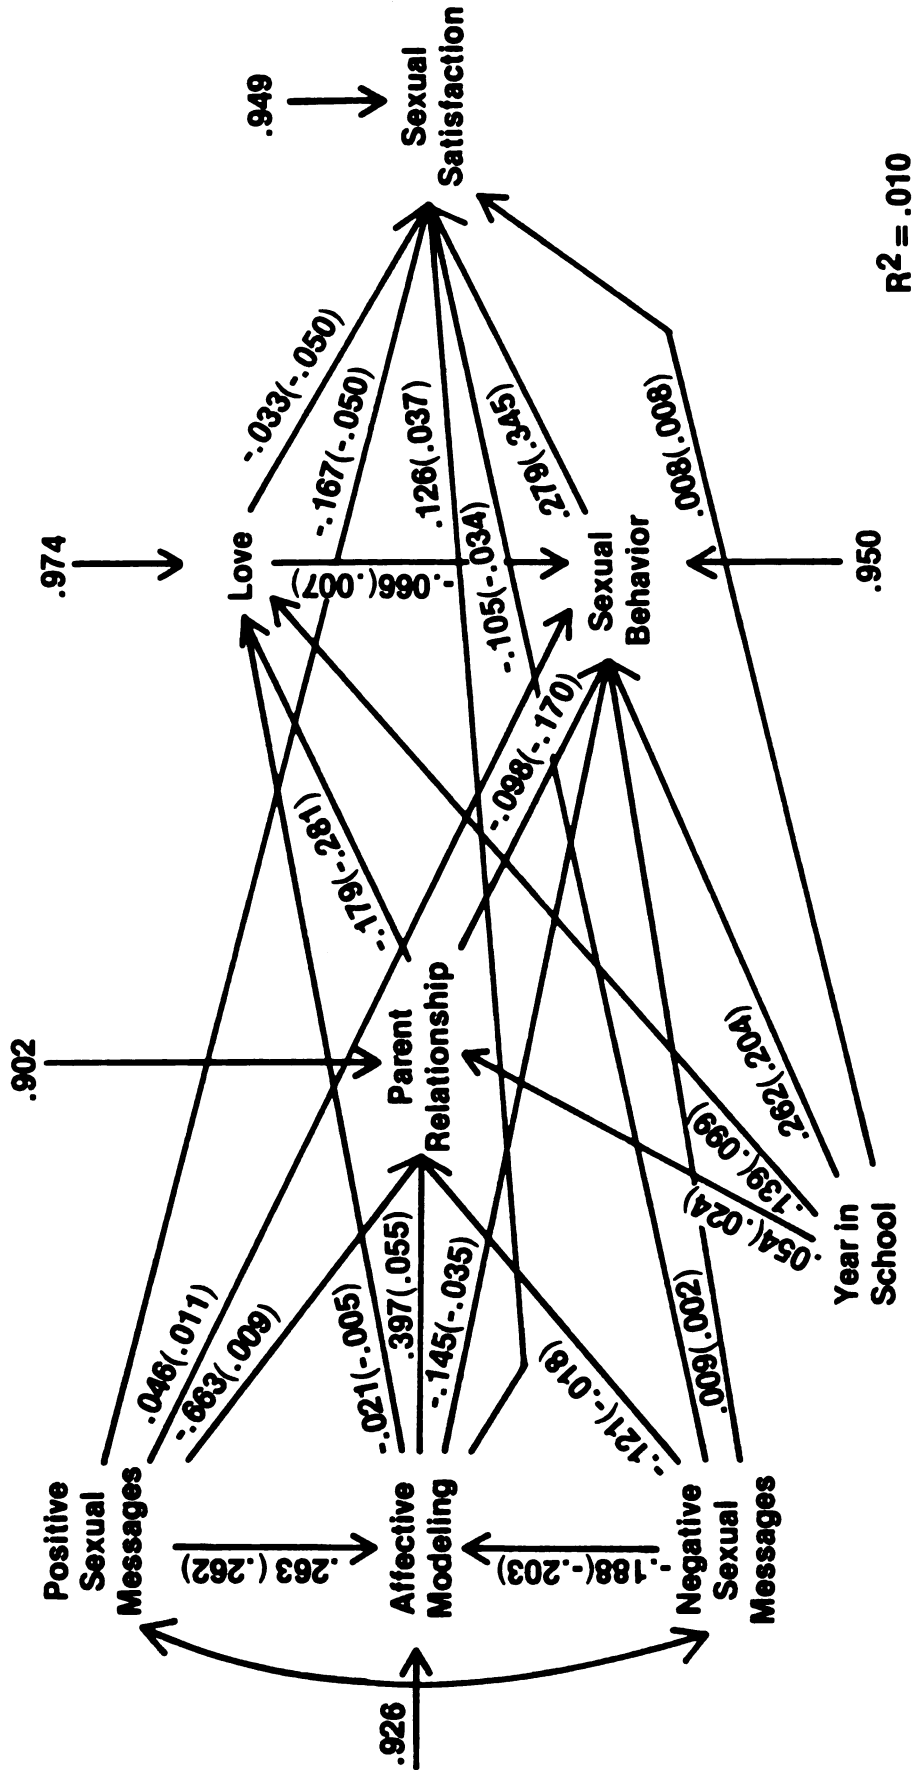 .949
Sexual
Satisfaction
R² = .010
-.033(-.050)
-.167(-.050)
.126(.037)
-.105(-.034)
.279(.345)
.008(.008)
.974
Love
-.066(.007)
Sexual
Behavior
.950
-.179(-.281)
-.098(-.170)
.902
Parent
Relationship
.262(.204)
.139(.099)
.054(.024)
.046(.011)
-.663(.009)
-.021(-.005)
.397(.055)
-.145(-.035)
-.121(-.018)
.009(.002)
Year in
School
Positive
Sexual
Messages
.263 (.262)
Affective
Modeling
-.188(-.203)
Negative
Sexual
Messages
.926